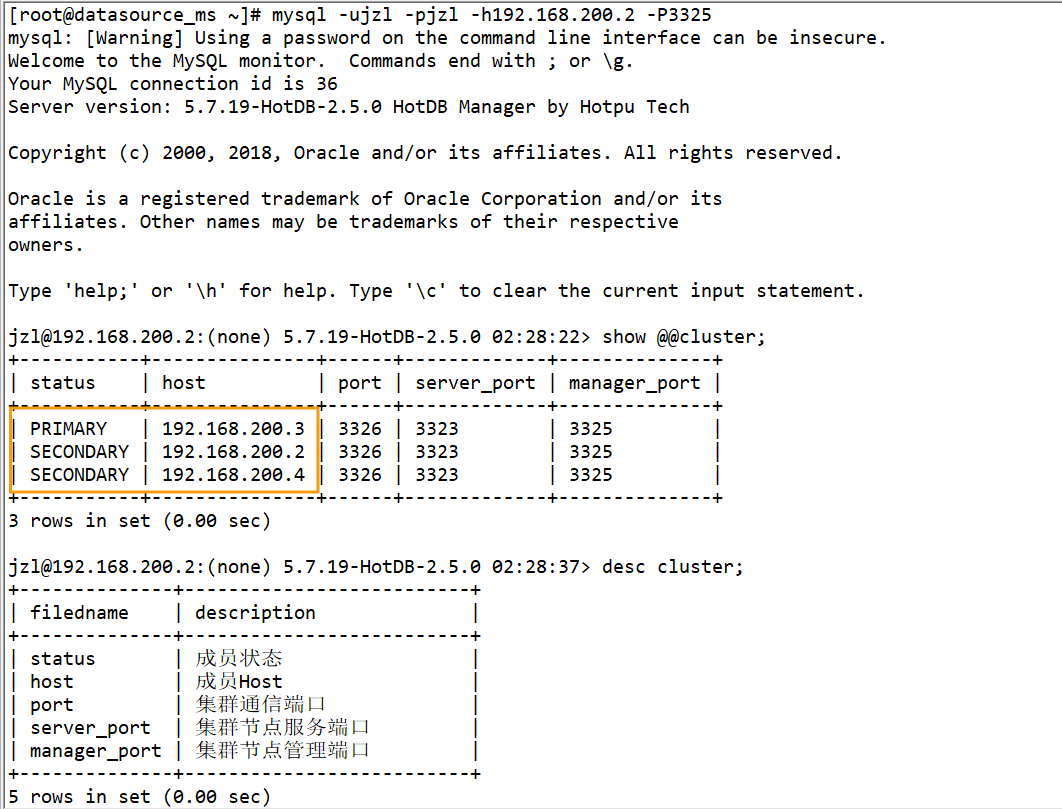 [root@datasource_ms ~]# mysql -ujzl -pjzl -h192.168.200.2 -P3325
mysql: [Warning] Using a password on the command line interface can be insecure.
Welcome to the MySQL monitor.  Commands end with ; or \g.
Your MySQL connection id is 36
Server version: 5.7.19-HotDB-2.5.0 HotDB Manager by Hotpu Tech

Copyright (c) 2000, 2018, Oracle and/or its affiliates. All rights reserved.

Oracle is a registered trademark of Oracle Corporation and/or its
affiliates. Other names may be trademarks of their respective
owners.

Type 'help;' or '\h' for help. Type '\c' to clear the current input statement.

jzl@192.168.200.2:(none) 5.7.19-HotDB-2.5.0 02:28:22> show @@cluster;
+-----------+---------------+------+-------------+--------------+
| status    | host          | port | server_port | manager_port |
+-----------+---------------+------+-------------+--------------+
| PRIMARY   | 192.168.200.3 | 3326 | 3323        | 3325         |
| SECONDARY | 192.168.200.2 | 3326 | 3323        | 3325         |
| SECONDARY | 192.168.200.4 | 3326 | 3323        | 3325         |
+-----------+---------------+------+-------------+--------------+
3 rows in set (0.00 sec)

jzl@192.168.200.2:(none) 5.7.19-HotDB-2.5.0 02:28:37> desc cluster;
+--------------+--------------------------+
| filedname    | description              |
+--------------+--------------------------+
| status       | 成员状态                 |
| host         | 成员Host                 |
| port         | 集群通信端口             |
| server_port  | 集群节点服务端口         |
| manager_port | 集群节点管理端口         |
+--------------+--------------------------+
5 rows in set (0.00 sec)